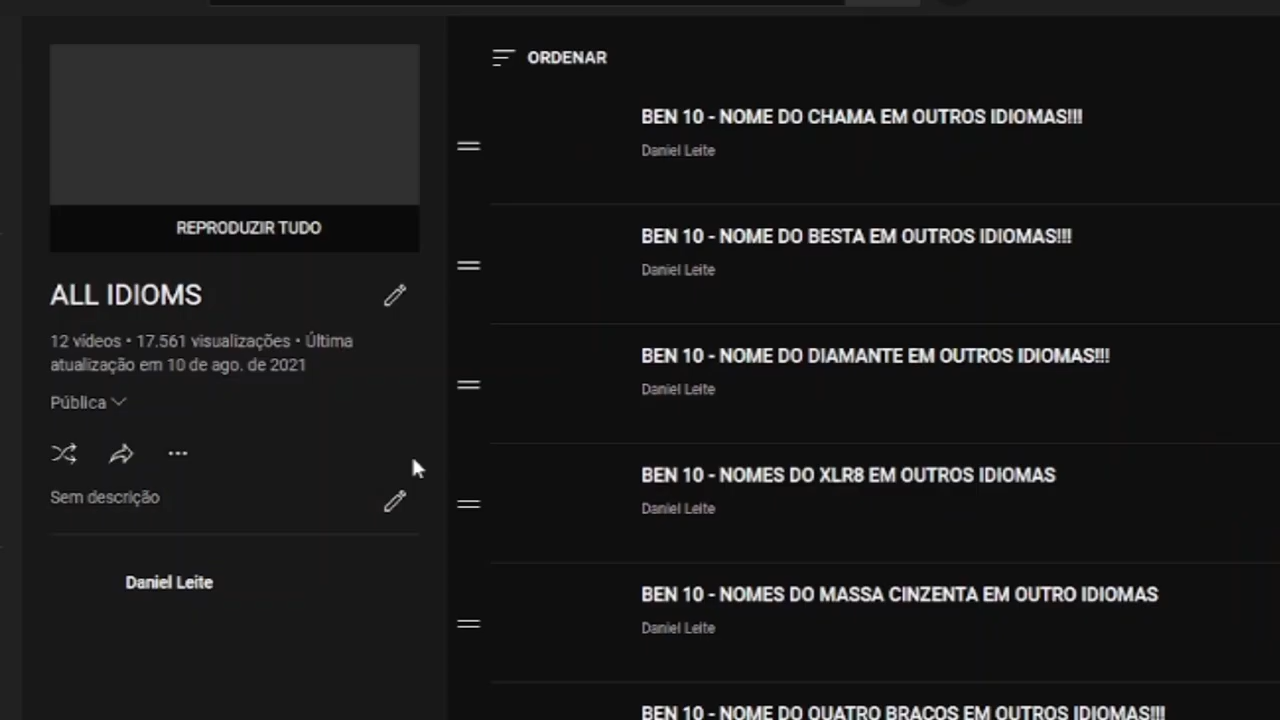 REPRODUZIR TUDO
ALL IDIOMS
12 vídeos • 17.561 visualizações • Última
atualização em 10 de ago. de 2021
Pública
Sem descrição
Daniel Leite
ORDENAR
BEN 10 - NOME DO CHAMA EM OUTROS IDIOMAS!!!
Daniel Leite
BEN 10 - NOME DO BESTA EM OUTROS IDIOMAS!!!
Daniel Leite
BEN 10 - NOME DO DIAMANTE EM OUTROS IDIOMAS!!!
Daniel Leite
BEN 10 - NOMES DO XLR8 EM OUTROS IDIOMAS
Daniel Leite
BEN 10 - NOMES DO MASSA CINZENTA EM OUTRO IDIOMAS
Daniel Leite
BEN 10 - NOME DO QUATRO BRAÇOS EM OUTROS IDIOMAS!!!